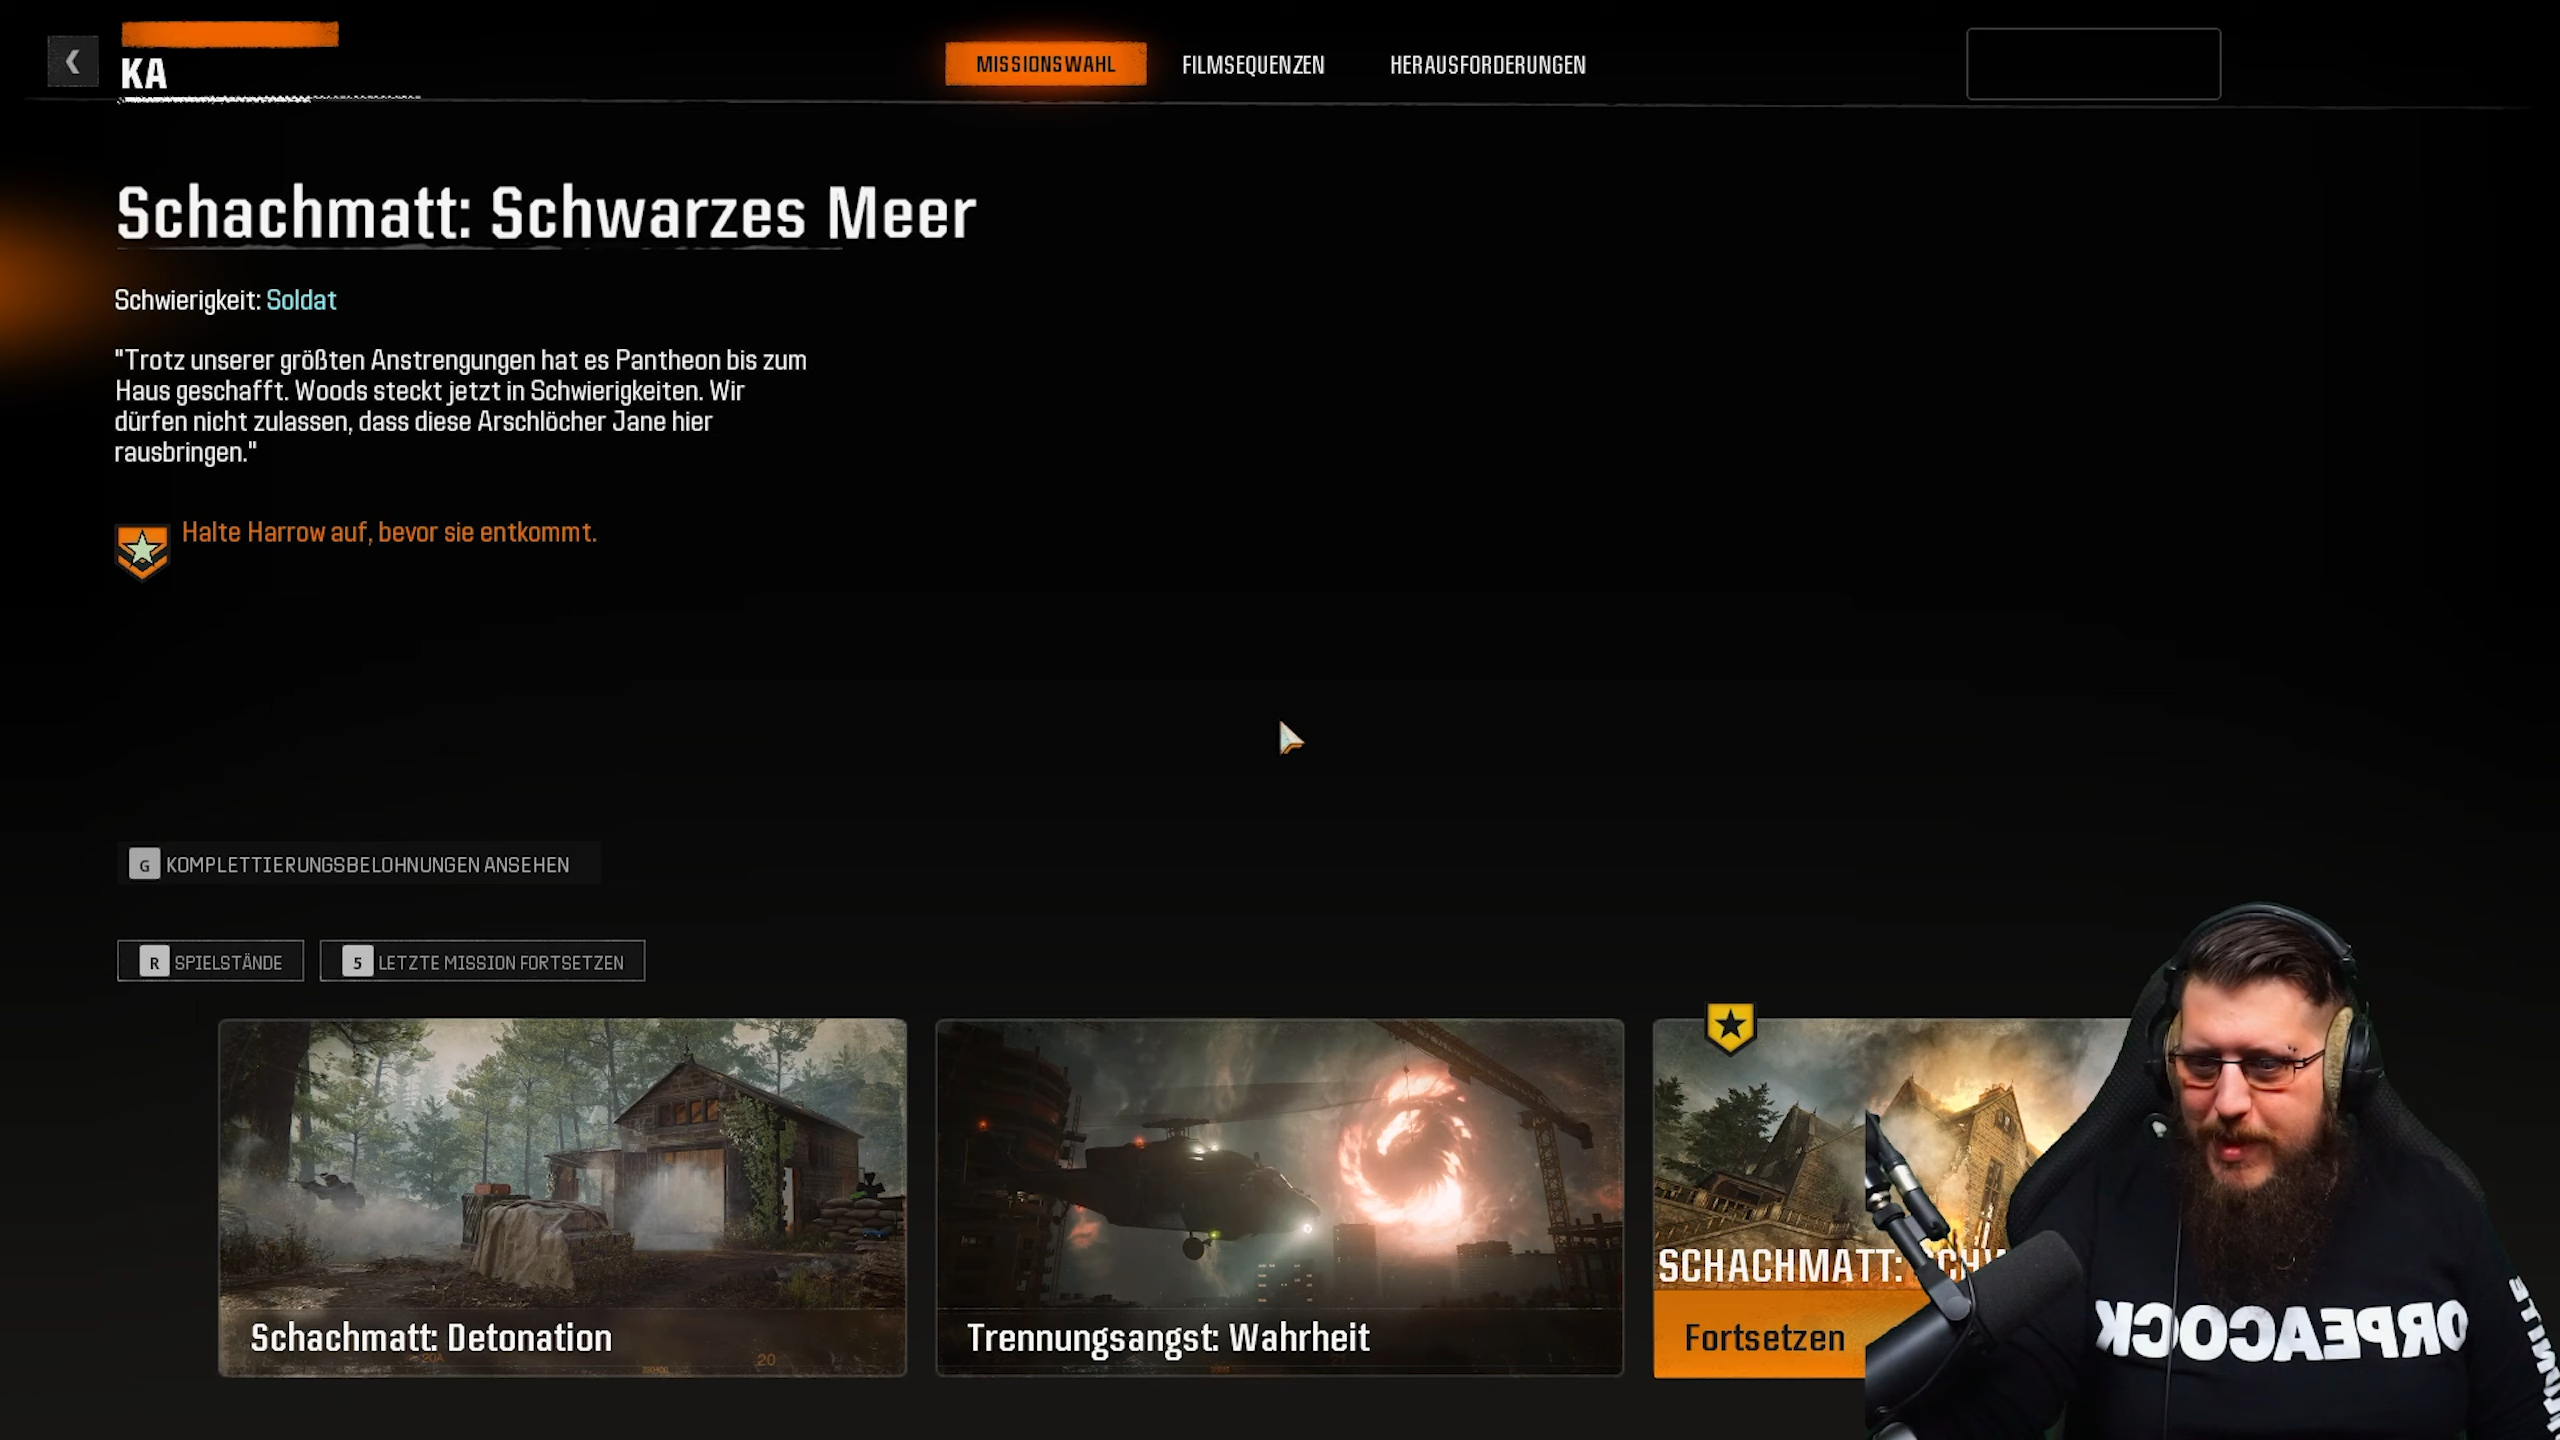 KA
MISSIONSWAHL
FILMSEQUENZEN
HERAUSFORDERUNGEN
Schachmatt: Schwarzes Meer
Schwierigkeit: Soldat
"Trotz unserer größten Anstrengungen hat es Pantheon bis zum
Haus geschafft. Woods steckt jetzt in Schwierigkeiten. Wir
dürfen nicht zulassen, dass diese Arschlöcher Jane hier
rausbringen."
Halte Harrow auf, bevor sie entkommt.
G KOMPLETTIERUNGSBELOHNUNGEN ANSEHEN
R SPIELSTÄNDE
5 LETZTE MISSION FORTSETZEN
Schachmatt: Detonation
20
Trennungsangst: Wahrheit
SCHACHMATT:
Fortsetzen
ORPEACOCK